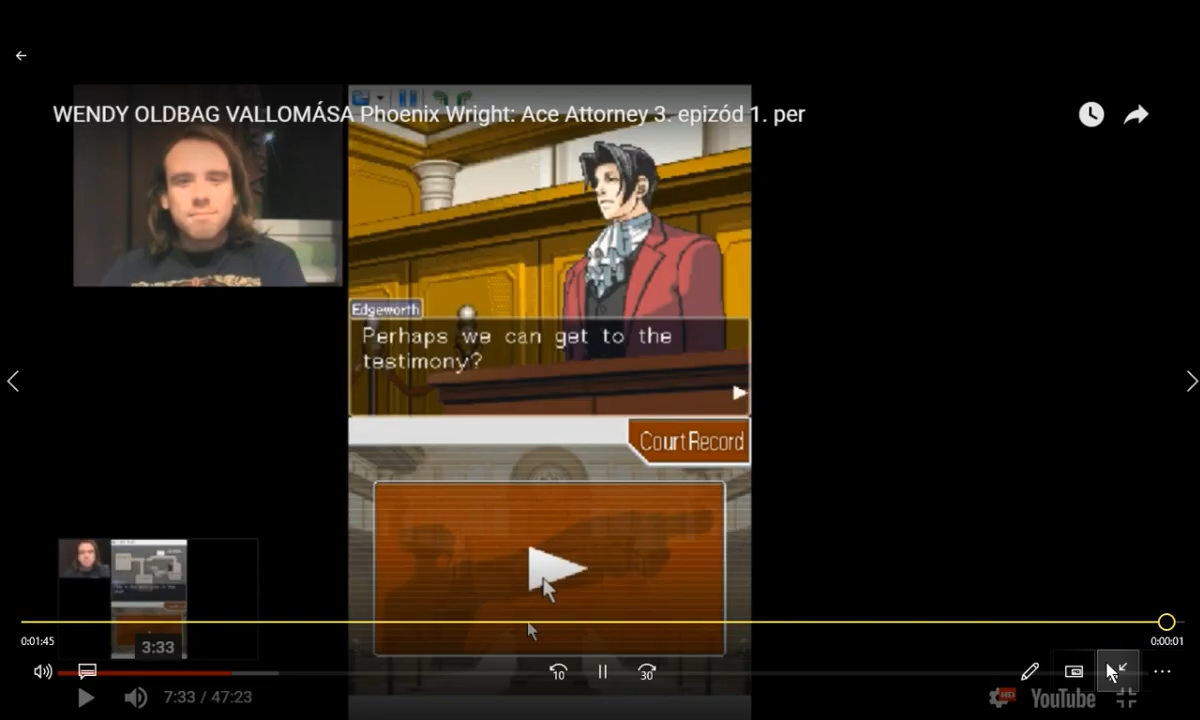 WENDY OLDBAG VALLOMÁSA Phoenix Wright: Ace Attorney 3. epizód 1. per
Edgeworth
Perhaps we can get to the
testimony?
Court Record
3:33
0:01:45
0:00:01
10
30
7:33 / 47:23
HD
YouTube